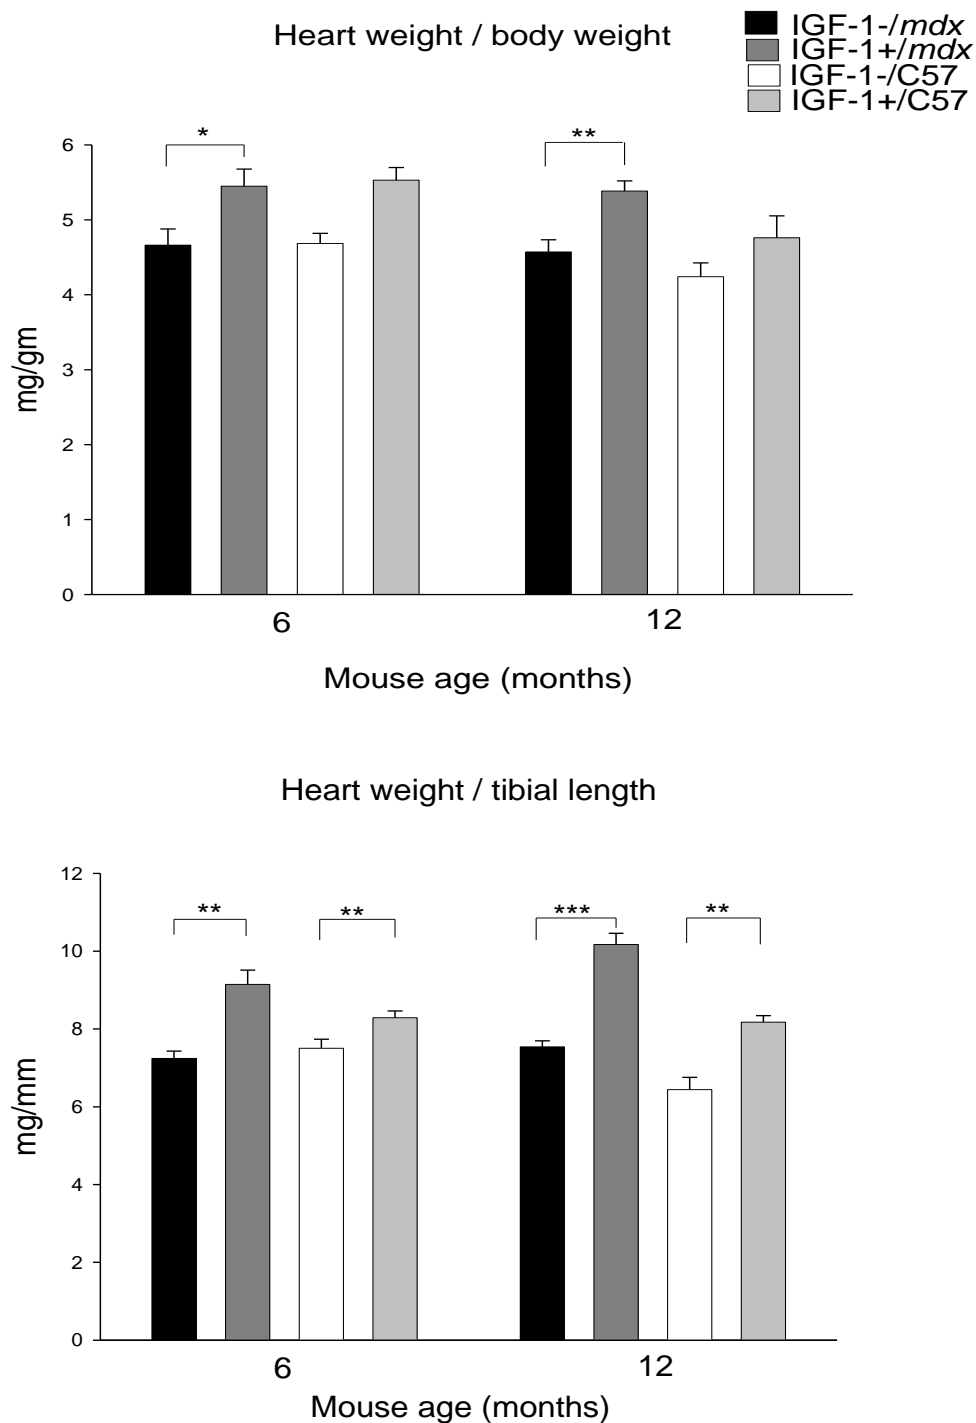 Heart weight / body weight
IGF-1-/mdx
IGF-1+/mdx
IGF-1-/C57
IGF-1+/C57
* **
6
5
4
3
2
1
0
mg/gm
6 12
Mouse age (months)
Heart weight / tibial length
12
10
8
6
4
2
0
** ** *** **
mg/mm
6 12
Mouse age (months)